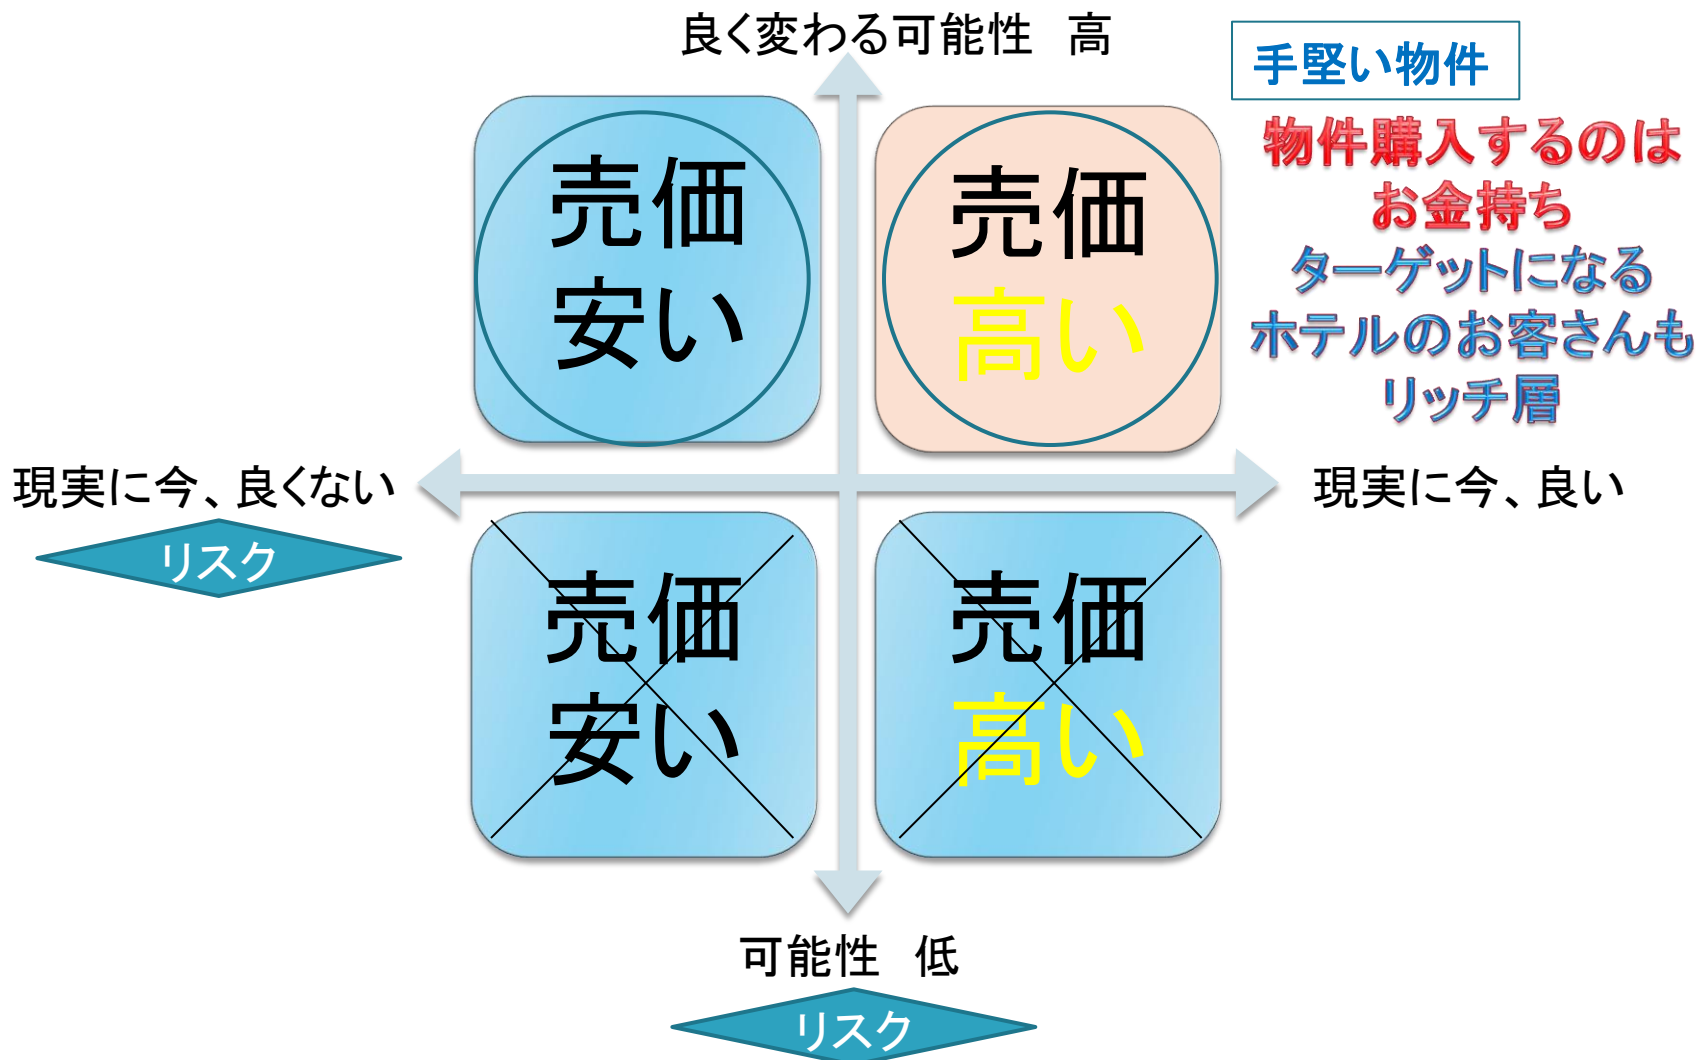 良く変わる可能性　高
手堅い物件
物件購入するのは
お金持ち
ターゲットになる
ホテルのお客さんも
リッチ層
売価
安い
売価
高い
現実に今、良くない
現実に今、良い
リスク
売価
安い
売価
高い
可能性　低
リスク